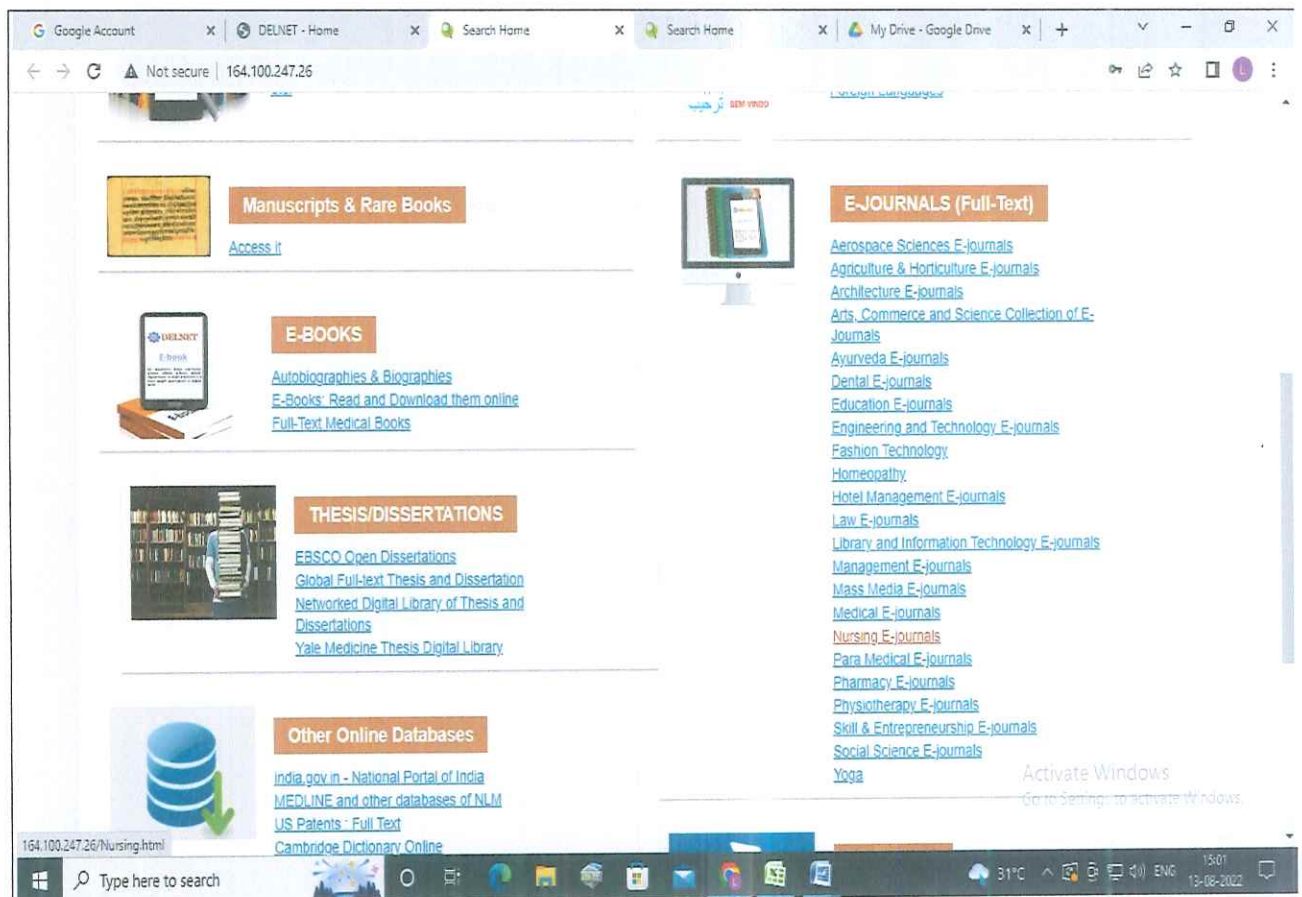 Google Account
DELNET - Home
Search Home
Search Home
My Drive - Google Drive
Not secure
164.100.247.26
BEM VINDO
ترحيب
Foreign Languages
Manuscripts & Rare Books
Access it
DELNET
E-book
E-BOOKS
Autobiographies & Biographies
E-Books: Read and Download them online
Full-Text Medical Books
THESIS/DISSERTATIONS
EBSCO Open Dissertations
Global Full-text Thesis and Dissertation
Networked Digital Library of Thesis and
Dissertations
Yale Medicine Thesis Digital Library
Other Online Databases
india.gov.in - National Portal of India
MEDLINE and other databases of NLM
US Patents : Full Text
Cambridge Dictionary Online
E-JOURNALS (Full-Text)
Aerospace Sciences E-journals
Agriculture & Horticulture E-journals
Architecture E-journals
Arts, Commerce and Science Collection of E-
Journals
Ayurveda E-journals
Dental E-journals
Education E-journals
Engineering and Technology E-journals
Fashion Technology
Homeopathy
Hotel Management E-journals
Law E-journals
Library and Information Technology E-journals
Management E-journals
Mass Media E-journals
Medical E-journals
Nursing E-journals
Para Medical E-journals
Pharmacy E-journals
Physiotherapy E-journals
Skill & Entrepreneurship E-journals
Social Science E-journals
Yoga
Activate Windows
Go to Settings to activate Windows.
164.100.247.26/Nursing.html
Type here to search
31°C
ENG
15:01
13-08-2022